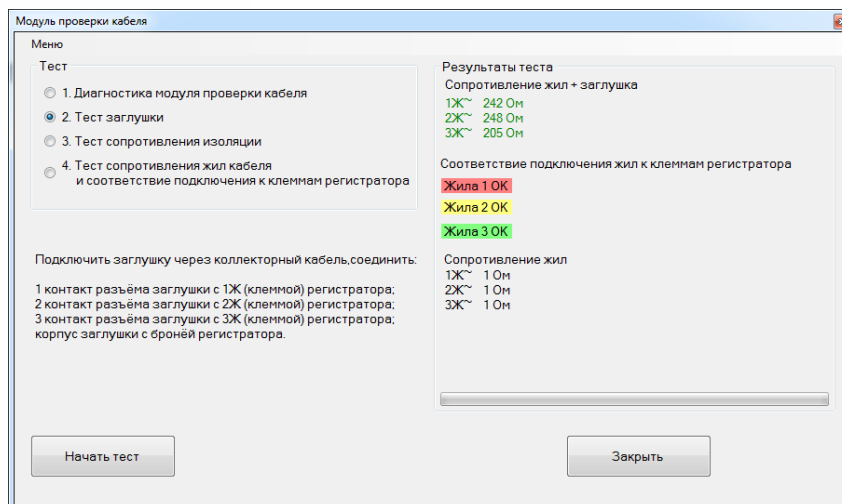 Модуль проверки кабеля
Меню
Тест
1. Диагностика модуля проверки кабеля
2. Тест заглушки
3. Тест сопротивления изоляции
4. Тест сопротивления жил кабеля
и соответствие подключения к клеммам регистратора
Подключить заглушку через коллекторный кабель,соединить:
1 контакт разъёма заглушки с 1Ж (клеммой) регистратора;
2 контакт разъёма заглушки с 2Ж (клеммой) регистратора;
3 контакт разъёма заглушки с 3Ж (клеммой) регистратора;
корпус заглушки с бронёй регистратора.
Начать тест
Результаты теста
Сопротивление жил + заглушка
1Ж~ 242 Ом
2Ж~ 248 Ом
3Ж~ 205 Ом
Соответствие подключения жил к клеммам регистратора
Жила 1 OK
Жила 2 OK
Жила 3 OK
Сопротивление жил
1Ж~ 1 Ом
2Ж~ 1 Ом
3Ж~ 1 Ом
Закрыть